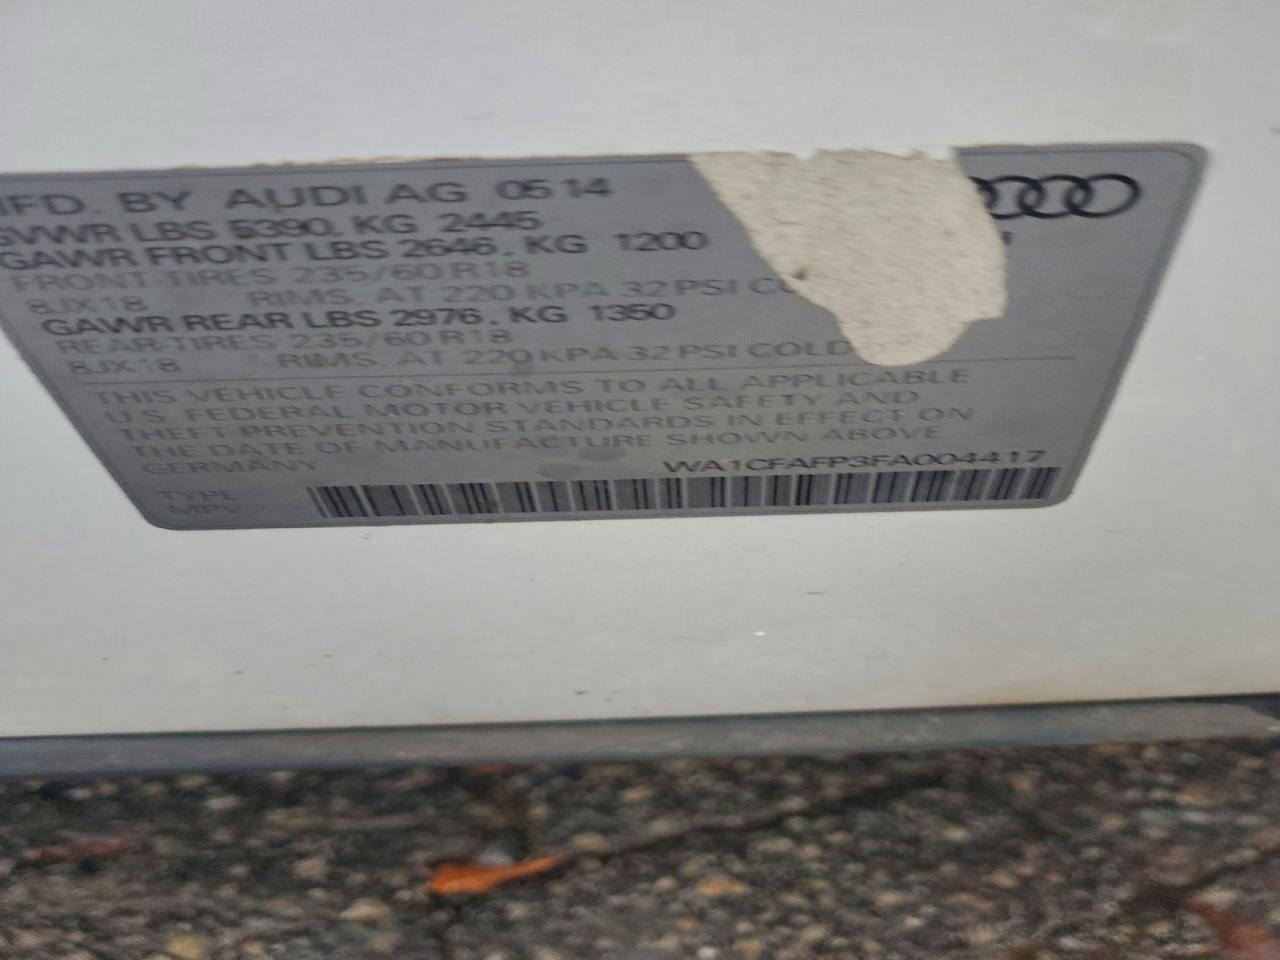 MFD. BY AUDI AG 05 14
GVWR LBS 5390, KG 2445
GAWR FRONT LBS 2646, KG 1200
FRONT-TIRES 235/60 R18
8JX18 RIMS, AT 220 KPA 32 PSI
GAWR REAR LBS 2976, KG 1350
REAR-TIRES 235/60 R18
8JX18 RIMS, AT 220 KPA 32 PSI COLD
THIS VEHICLE CONFORMS TO ALL APPLICABLE
U.S. FEDERAL MOTOR VEHICLE SAFETY AND
THEFT PREVENTION STANDARDS IN EFFECT ON
THE DATE OF MANUFACTURE SHOWN ABOVE
GERMANY WA1CFAFP3FA004417
TYPE
MPV